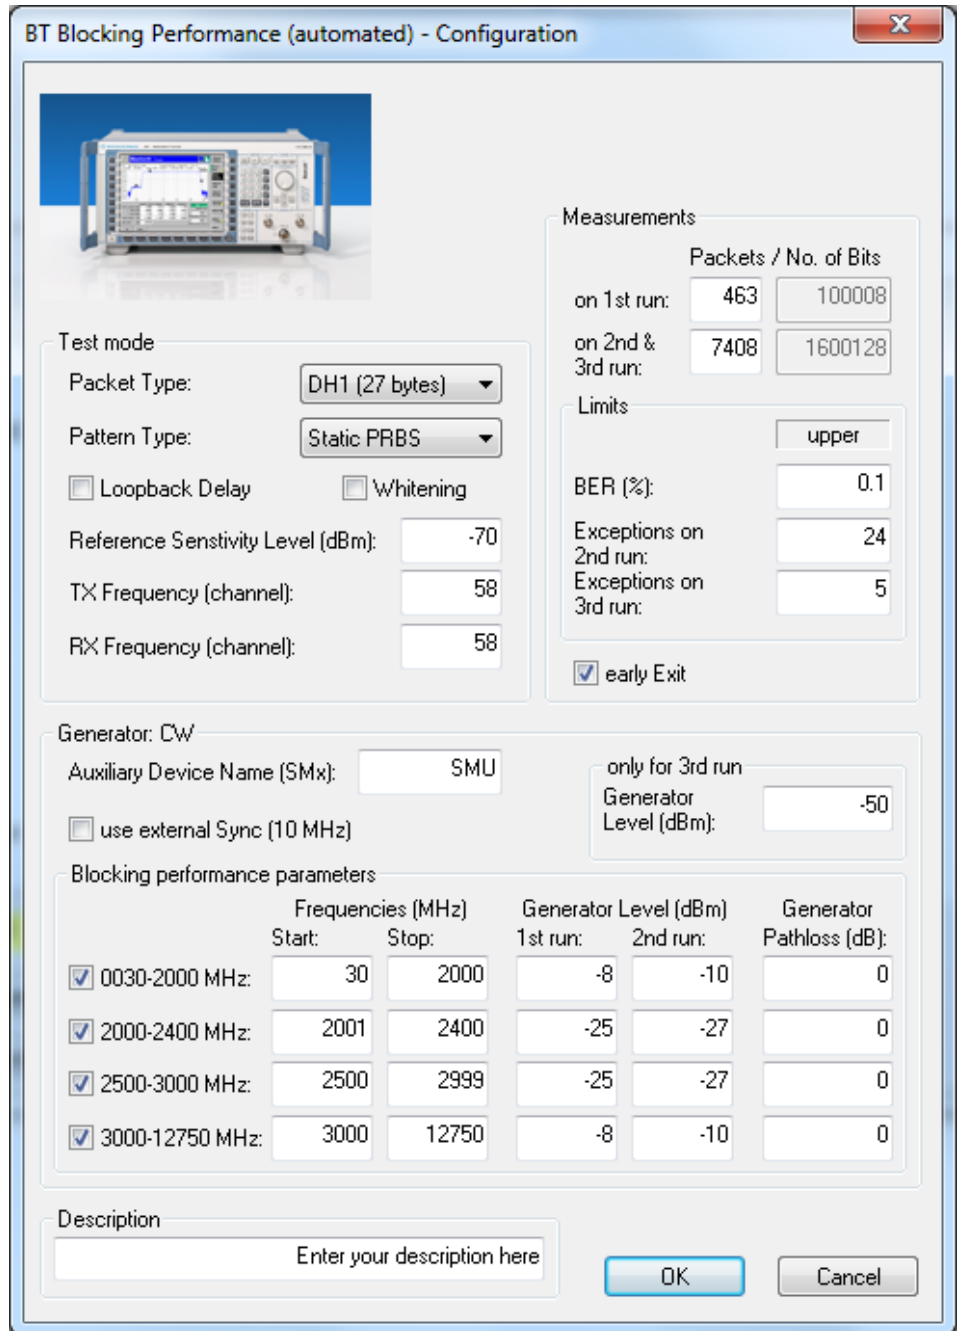 BT Blocking Performance (automated) - Configuration
Measurements
Packets / No. of Bits
on 1st run: 463 100008
on 2nd & 3rd run: 7408 1600128
Limits
upper
BER (%): 0.1
Exceptions on 2nd run: 24
Exceptions on 3rd run: 5
early Exit
Test mode
Packet Type: DH1 (27 bytes)
Pattern Type: Static PRBS
Loopback Delay Whitening
Reference Senstivity Level (dBm): -70
TX Frequency (channel): 58
RX Frequency (channel): 58
Generator: CW
Auxiliary Device Name (SMx): SMU
use external Sync (10 MHz)
only for 3rd run
Generator Level (dBm): -50
Blocking performance parameters
Frequencies (MHz) Generator Level (dBm) Generator
Start: Stop: 1st run: 2nd run: Pathloss (dB):
0030-2000 MHz: 30 2000 -8 -10 0
2000-2400 MHz: 2001 2400 -25 -27 0
2500-3000 MHz: 2500 2999 -25 -27 0
3000-12750 MHz: 3000 12750 -8 -10 0
Description
Enter your description here
OK Cancel